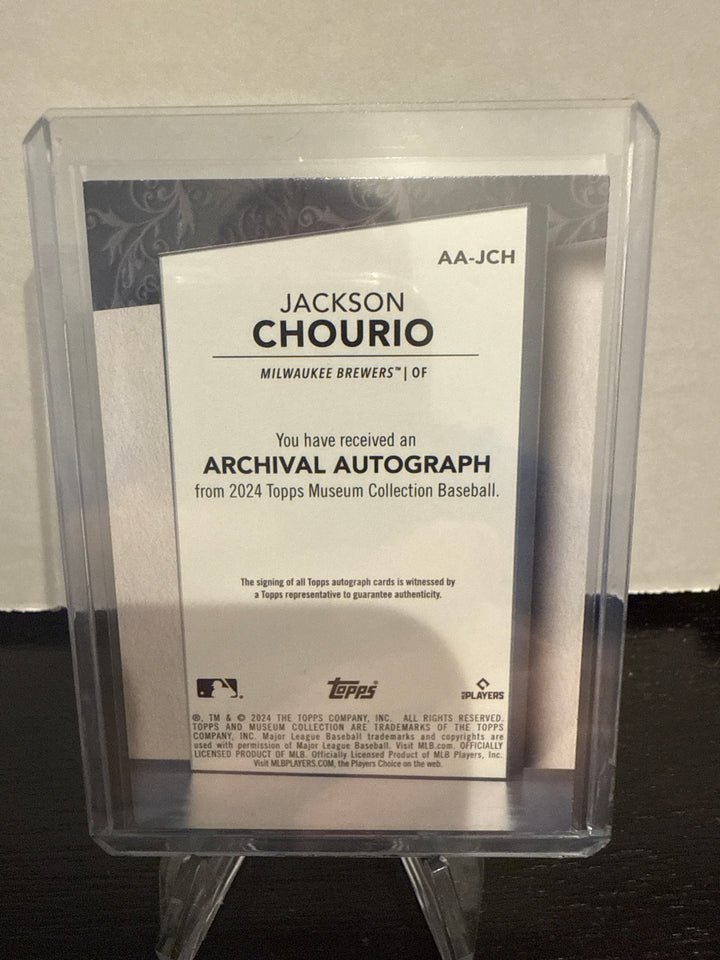 AA-JCH
JACKSON
CHOURIO
MILWAUKEE BREWERS™ | OF
You have received an
ARCHIVAL AUTOGRAPH
from 2024 Topps Museum Collection Baseball.
The signing of all Topps autograph cards is witnessed by
a Topps representative to guarantee authenticity.
topps
MLB PLAYERS
®, TM & © 2024 THE TOPPS COMPANY, INC. ALL RIGHTS RESERVED.
TOPPS AND MUSEUM COLLECTION ARE TRADEMARKS OF THE TOPPS
COMPANY, INC. Major League Baseball trademarks and copyrights are
used with permission of Major League Baseball. Visit MLB.com. OFFICIALLY
LICENSED PRODUCT OF MLB. Officially Licensed Product of MLB Players, Inc.
Visit MLBPLAYERS.COM, the Players Choice on the web.